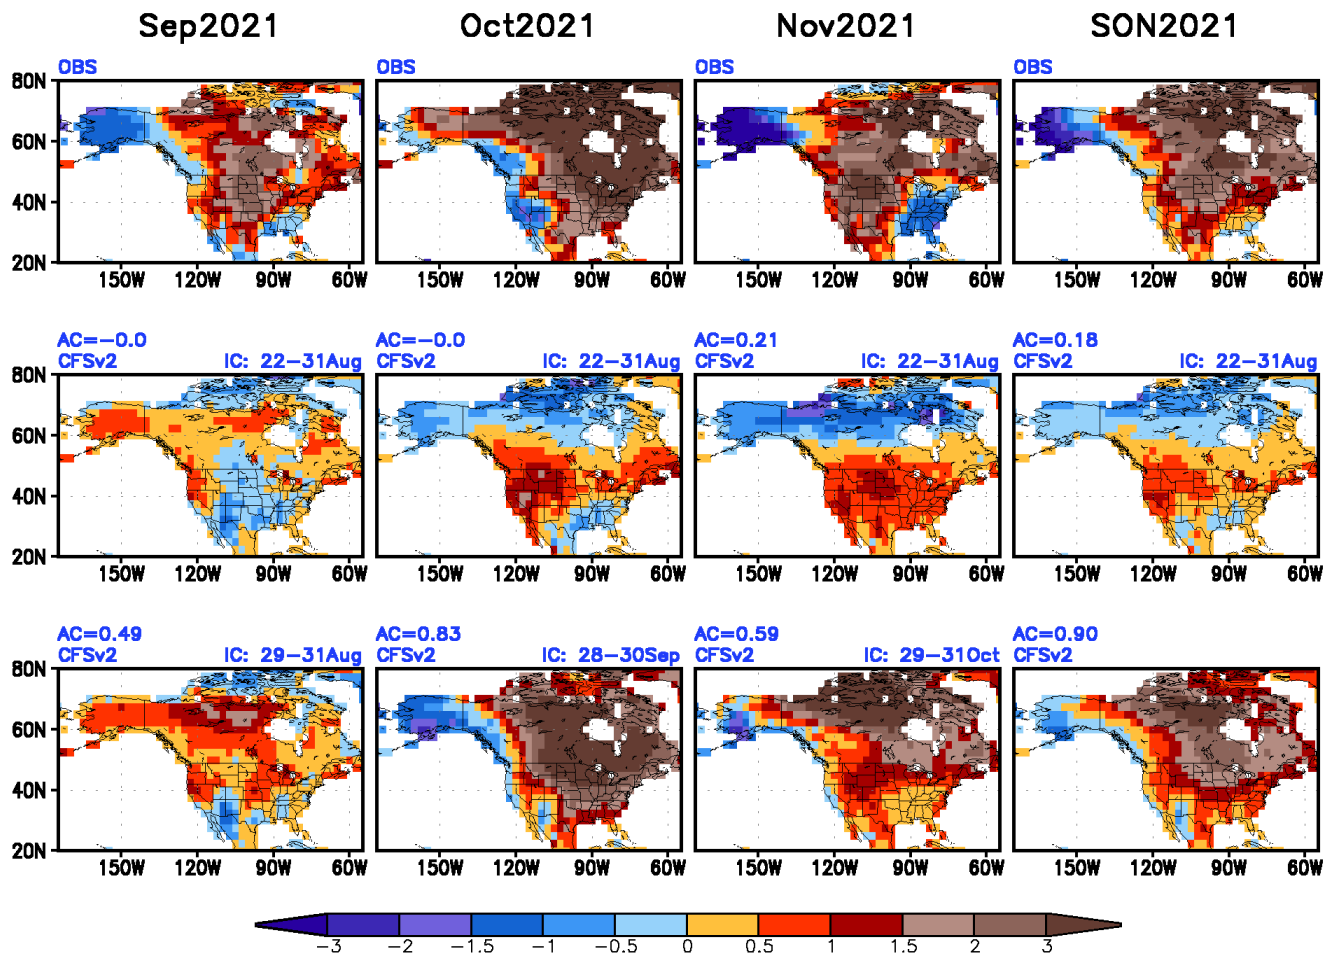 Sep2021 Oct2021 Nov2021 SON2021
OBS OBS OBS OBS
80N
60N
40N
20N
150W 120W 90W 60W 150W 120W 90W 60W 150W 120W 90W 60W 150W 120W 90W 60W
AC=−0.0 AC=−0.0 AC=0.21 AC=0.18
CFSv2 IC: 22−31Aug CFSv2 IC: 22−31Aug CFSv2 IC: 22−31Aug CFSv2 IC: 22−31Aug
80N
60N
40N
20N
150W 120W 90W 60W 150W 120W 90W 60W 150W 120W 90W 60W 150W 120W 90W 60W
AC=0.49 AC=0.83 AC=0.59 AC=0.90
CFSv2 IC: 29−31Aug CFSv2 IC: 28−30Sep CFSv2 IC: 29−31Oct CFSv2
80N
60N
40N
20N
150W 120W 90W 60W 150W 120W 90W 60W 150W 120W 90W 60W 150W 120W 90W 60W
−3 −2 −1.5 −1 −0.5 0 0.5 1 1.5 2 3